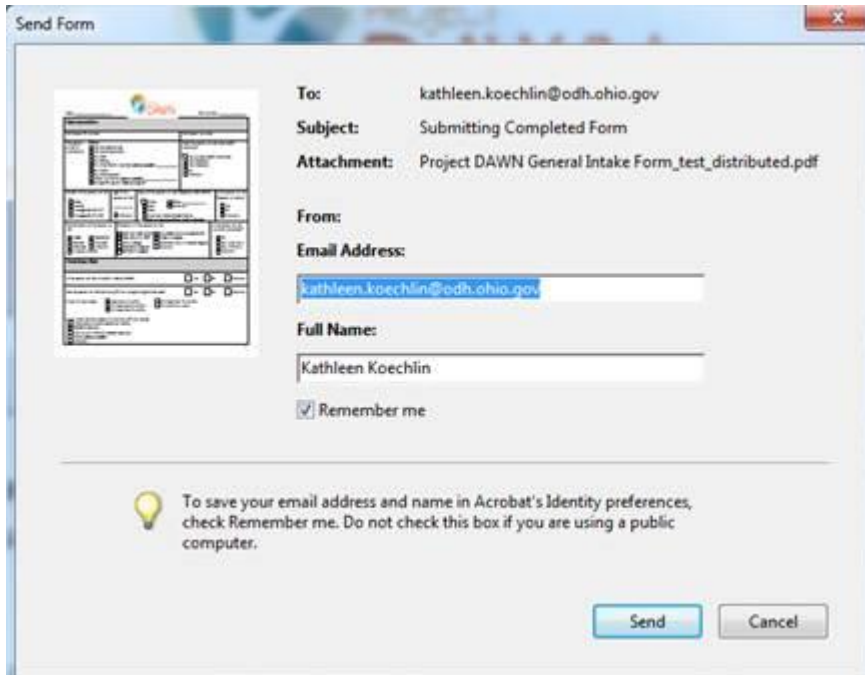 Send Form
To: kathleen.koechlin@odh.ohio.gov
Subject: Submitting Completed Form
Attachment: Project DAWN General Intake Form_test_distributed.pdf
From:
Email Address:
kathleen.koechlin@odh.ohio.gov
Full Name:
Kathleen Koechlin
Remember me
To save your email address and name in Acrobat's Identity preferences,
check Remember me. Do not check this box if you are using a public
computer.
Send Cancel